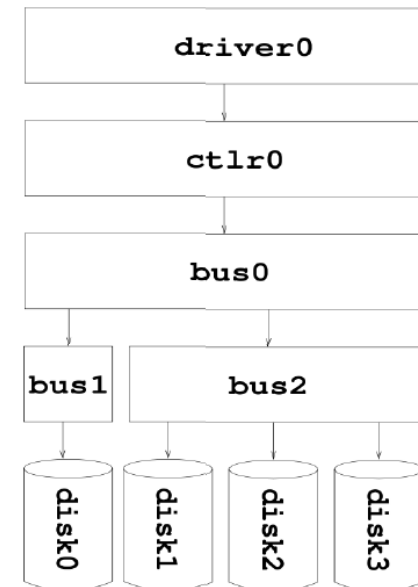 driver0
ctlr0
bus0
bus1
bus2
disk0
disk1
disk2
disk3